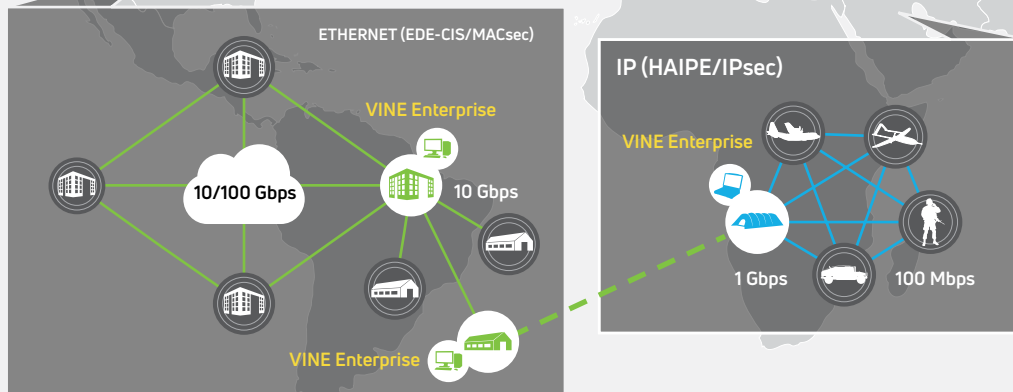 ETHERNET (EDE-CIS/MACsec)
VINE Enterprise
10/100 Gbps
10 Gbps
VINE Enterprise
IP (HAIPE/IPsec)
VINE Enterprise
1 Gbps
100 Mbps